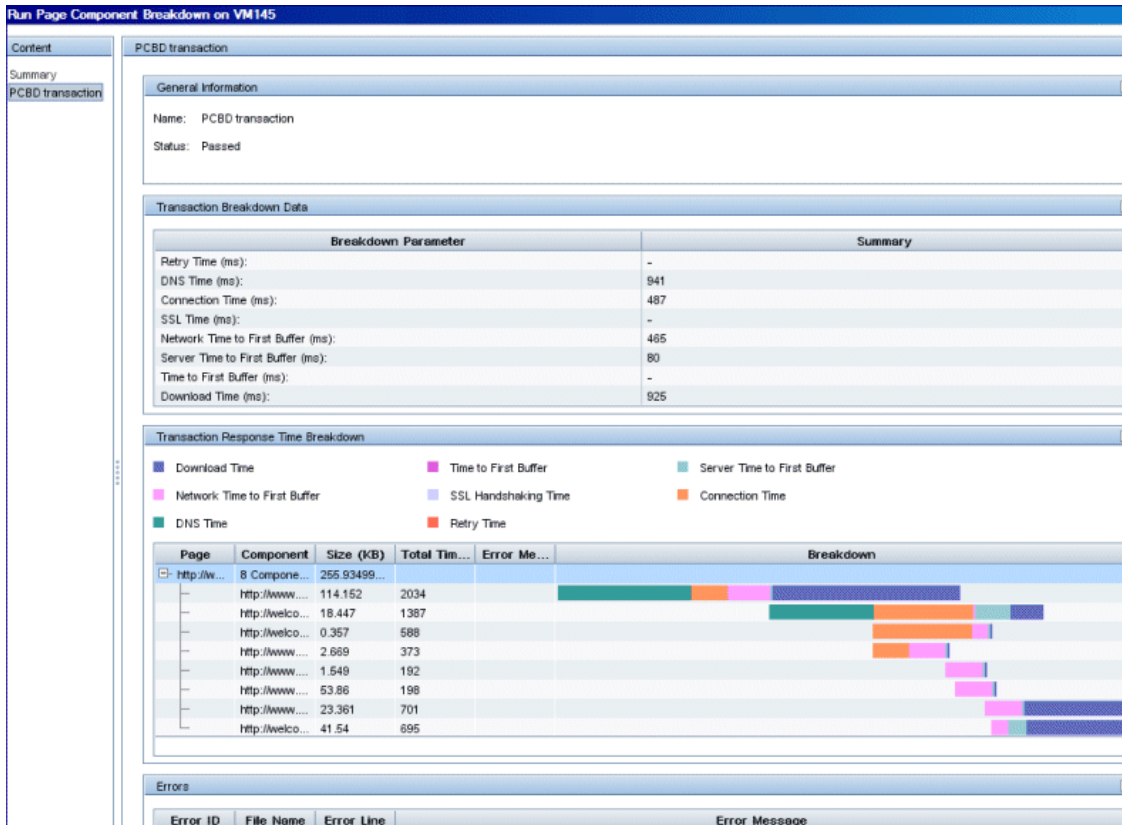 Run Page Component Breakdown on VM145
Content
Summary
PCBD transaction
PCBD transaction
General Information
Name: PCBD transaction
Status: Passed
Transaction Breakdown Data
Breakdown Parameter Summary
Retry Time (ms): -
DNS Time (ms): 941
Connection Time (ms): 487
SSL Time (ms): -
Network Time to First Buffer (ms): 465
Server Time to First Buffer (ms): 80
Time to First Buffer (ms): -
Download Time (ms): 925
Transaction Response Time Breakdown
Download Time Time to First Buffer Server Time to First Buffer
Network Time to First Buffer SSL Handshaking Time Connection Time
DNS Time Retry Time
Page Component Size (KB) Total Tim... Error Me... Breakdown
http://w... 8 Compone... 255.93499...
http://www.... 114.152 2034
http://welco... 18.447 1387
http://welco... 0.357 588
http://www.... 2.669 373
http://www.... 1.549 192
http://www.... 53.86 198
http://www.... 23.361 701
http://welco... 41.54 695
Errors
Error ID File Name Error Line Error Message